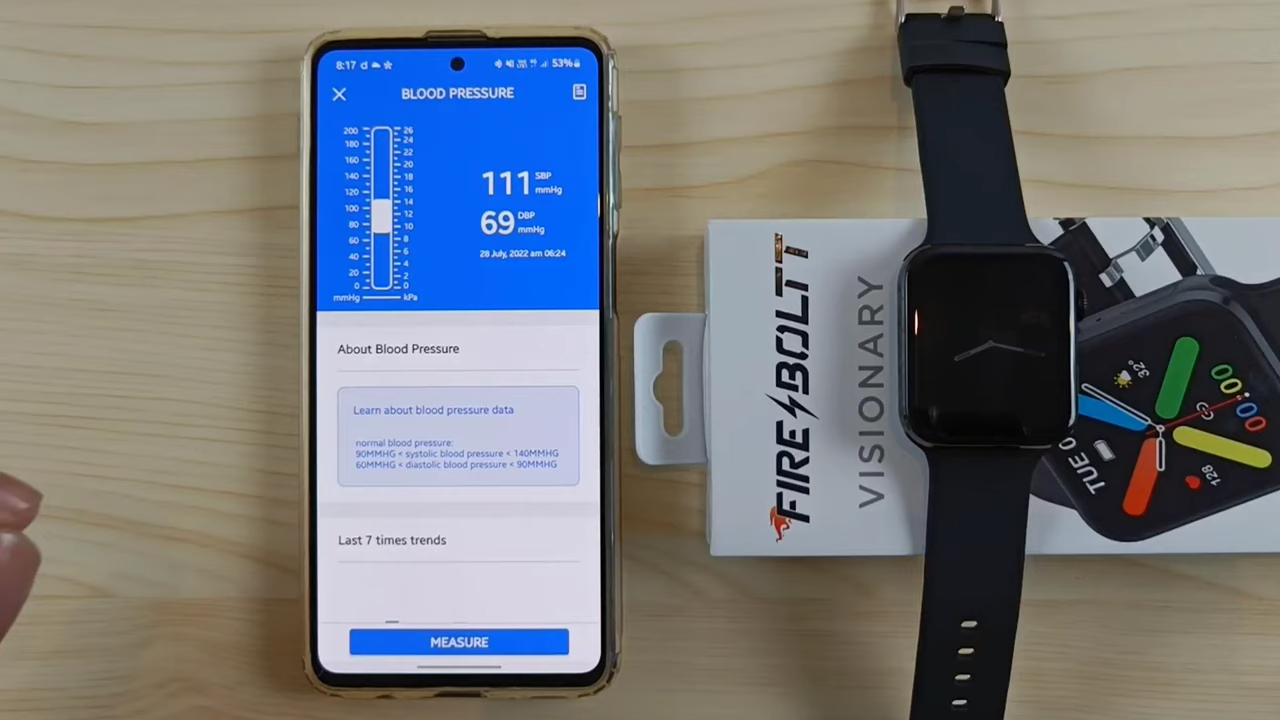 8:17
53%
BLOOD PRESSURE
200
180
160
140
120
100
80
60
40
20
0
mmHg
26
24
22
20
18
16
14
12
10
8
6
4
2
0
kPa
111 SBP mmHg
69 DBP mmHg
28 July, 2022 am 06:24
About Blood Pressure
Learn about blood pressure data
normal blood pressure:
90MMHG < systolic blood pressure < 140MMHG
60MMHG < diastolic blood pressure < 90MMHG
Last 7 times trends
MEASURE
FIRE BOLTT
VISIONARY
32°
TUE
128